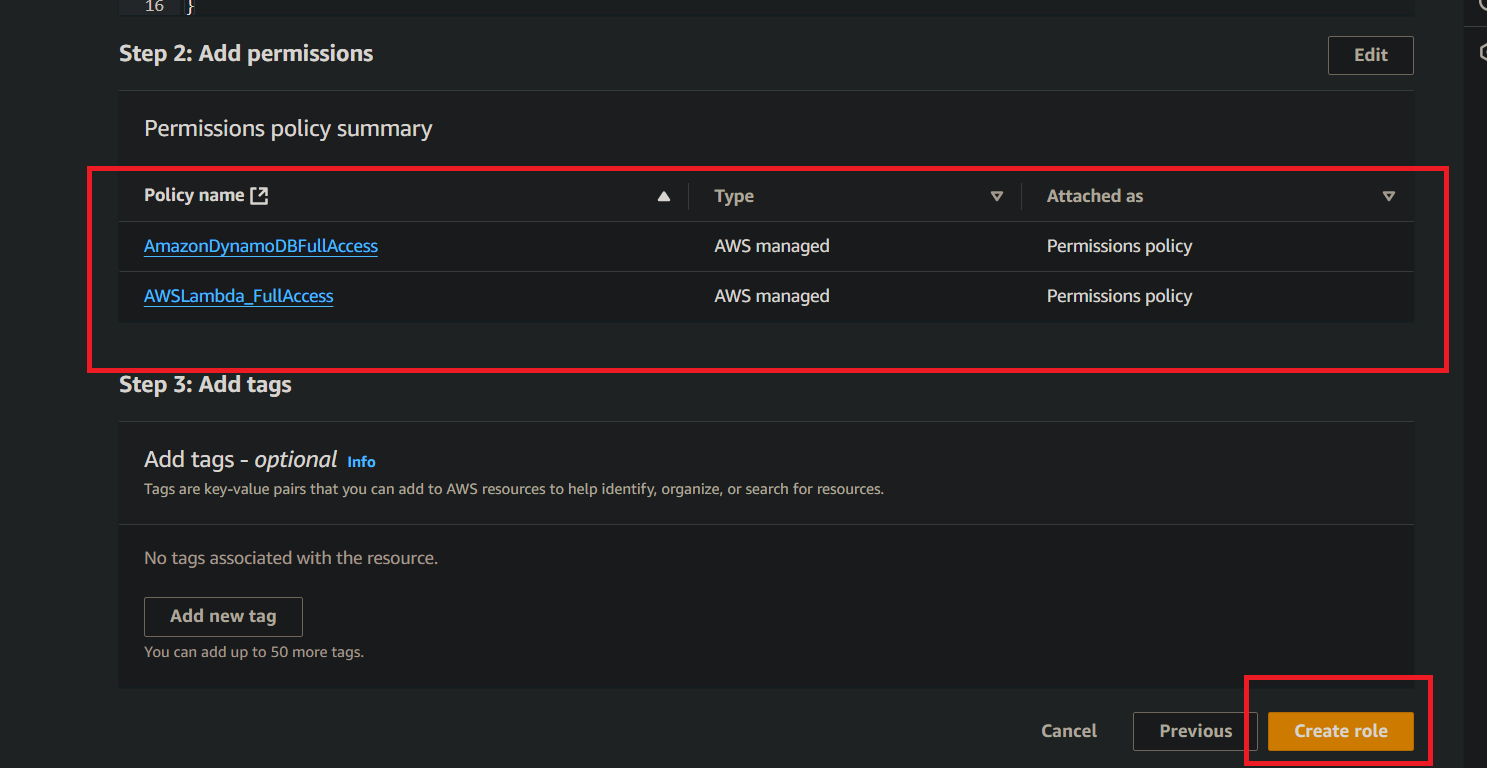 16 }
Step 2: Add permissions
Edit
Permissions policy summary
Policy name Type Attached as
AmazonDynamoDBFullAccess AWS managed Permissions policy
AWSLambda_FullAccess AWS managed Permissions policy
Step 3: Add tags
Add tags - optional Info
Tags are key-value pairs that you can add to AWS resources to help identify, organize, or search for resources.
No tags associated with the resource.
Add new tag
You can add up to 50 more tags.
Cancel Previous Create role